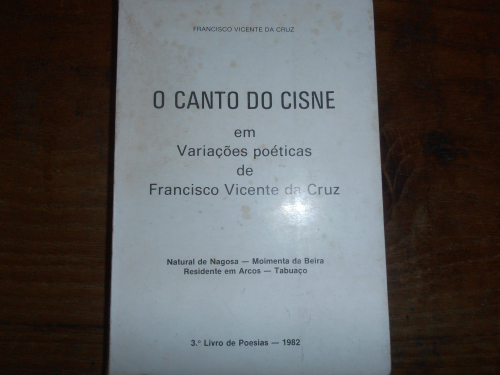 FRANCISCO VICENTE DA CRUZ
O CANTO DO CISNE
em
Variações poéticas
de
Francisco Vicente da Cruz
Natural de Nagosa — Moimenta da Beira
Residente em Arcos — Tabuaço
3.º Livro de Poesias — 1982